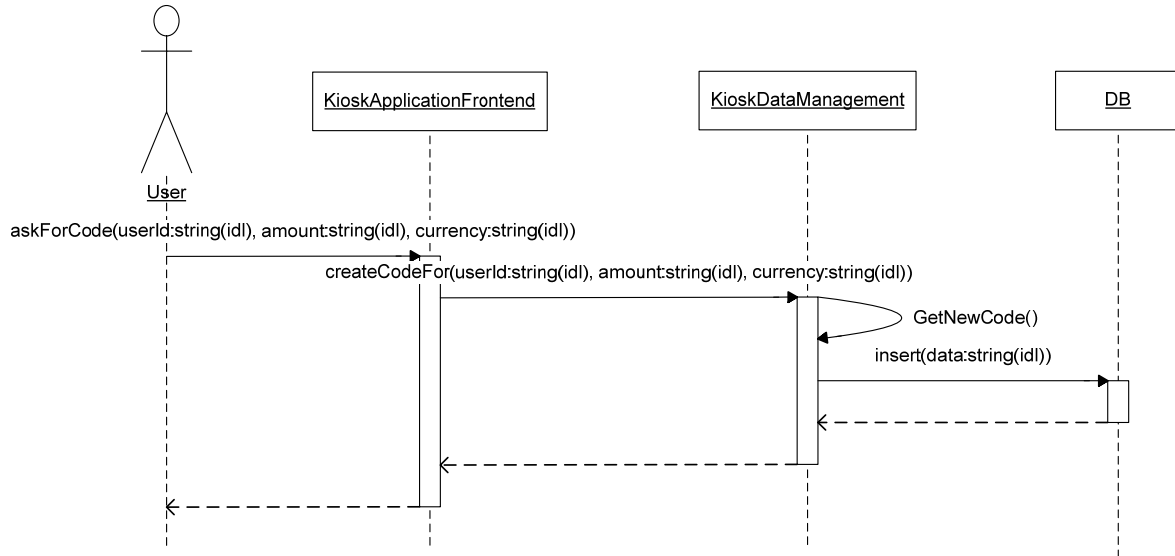 KioskApplicationFrontend
KioskDataManagement
DB
User
askForCode(userId:string(idl), amount:string(idl), currency:string(idl))
createCodeFor(userId:string(idl), amount:string(idl), currency:string(idl))
GetNewCode()
insert(data:string(idl))